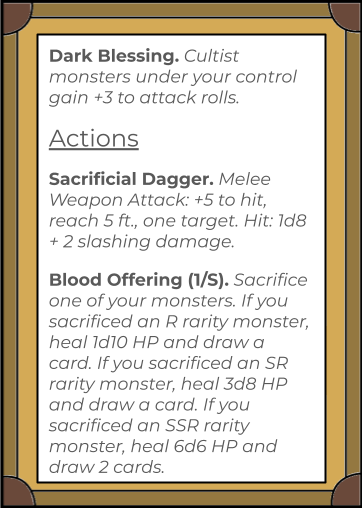 Dark Blessing. Cultist
monsters under your control
gain +3 to attack rolls.
Actions
Sacrificial Dagger. Melee
Weapon Attack: +5 to hit,
reach 5 ft., one target. Hit: 1d8
+ 2 slashing damage.
Blood Offering (1/S). Sacrifice
one of your monsters. If you
sacrificed an R rarity monster,
heal 1d10 HP and draw a
card. If you sacrificed an SR
rarity monster, heal 3d8 HP
and draw a card. If you
sacrificed an SSR rarity
monster, heal 6d6 HP and
draw 2 cards.